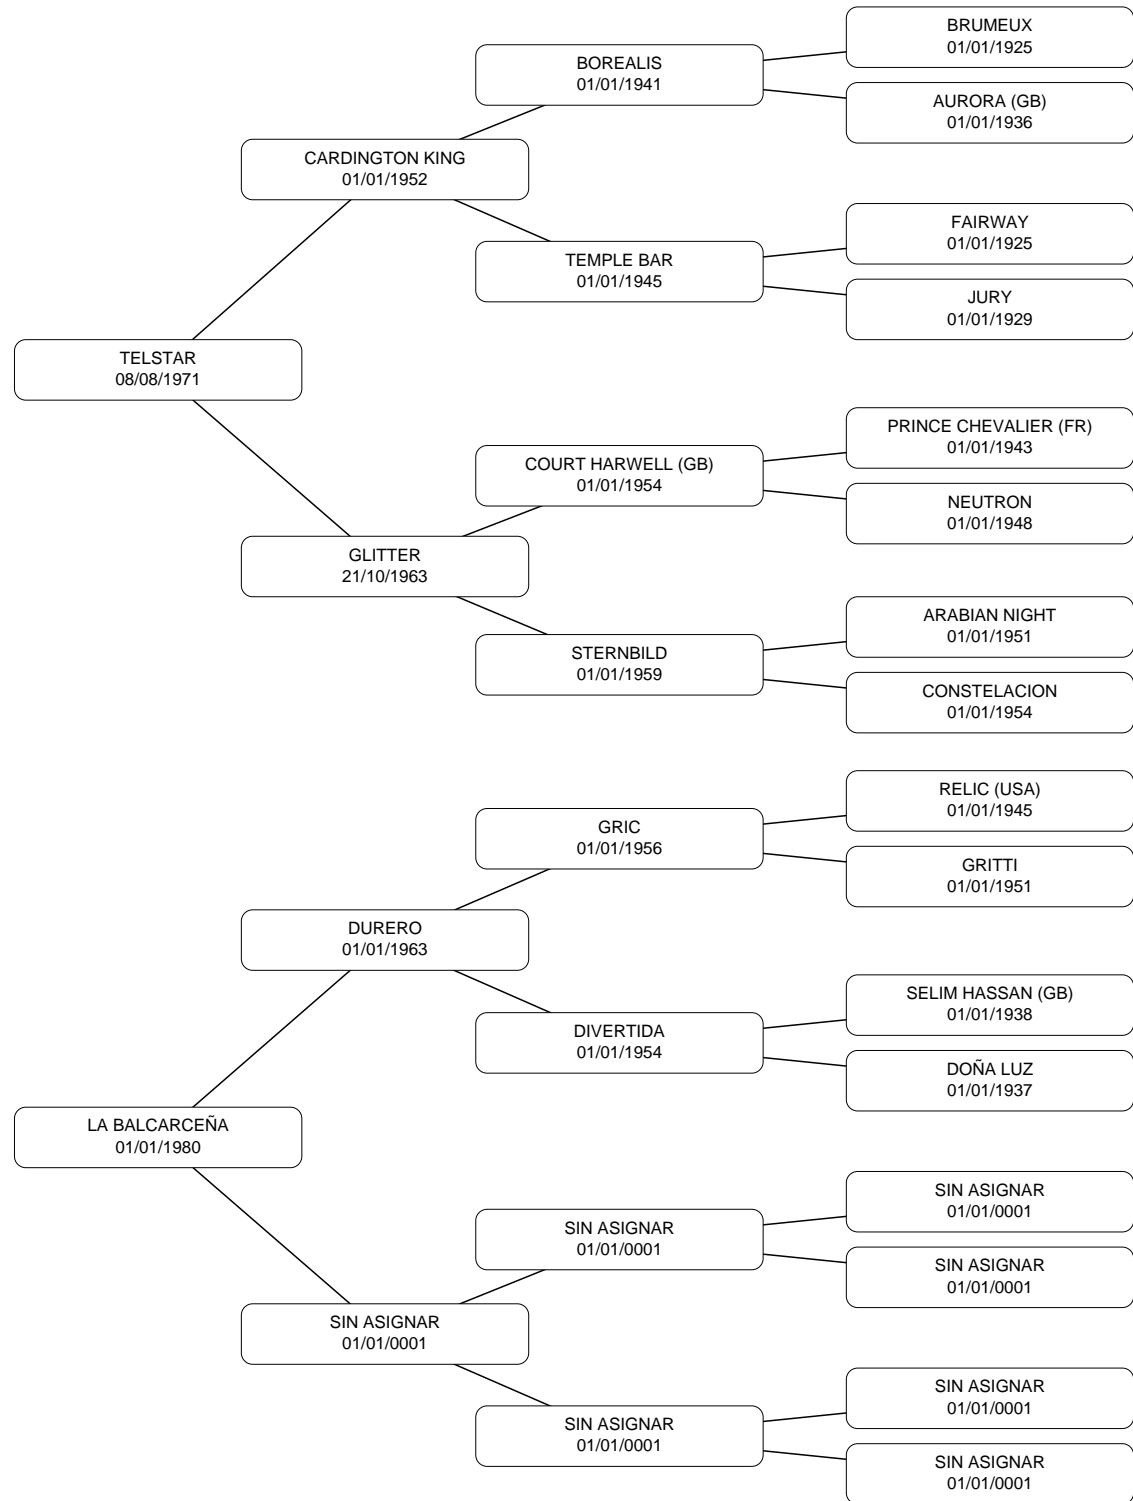 BRUMEUX
01/01/1925
BOREALIS
01/01/1941
AURORA (GB)
01/01/1936
CARDINGTON KING
01/01/1952
FAIRWAY
01/01/1925
TEMPLE BAR
01/01/1945
JURY
01/01/1929
TELSTAR
08/08/1971
PRINCE CHEVALIER (FR)
01/01/1943
COURT HARWELL (GB)
01/01/1954
NEUTRON
01/01/1948
GLITTER
21/10/1963
ARABIAN NIGHT
01/01/1951
STERNBILD
01/01/1959
CONSTELACION
01/01/1954
RELIC (USA)
01/01/1945
GRIC
01/01/1956
GRITTI
01/01/1951
DURERO
01/01/1963
SELIM HASSAN (GB)
01/01/1938
DIVERTIDA
01/01/1954
DOÑA LUZ
01/01/1937
LA BALCARCEÑA
01/01/1980
SIN ASIGNAR
01/01/0001
SIN ASIGNAR
01/01/0001
SIN ASIGNAR
01/01/0001
SIN ASIGNAR
01/01/0001
SIN ASIGNAR
01/01/0001
SIN ASIGNAR
01/01/0001
SIN ASIGNAR
01/01/0001